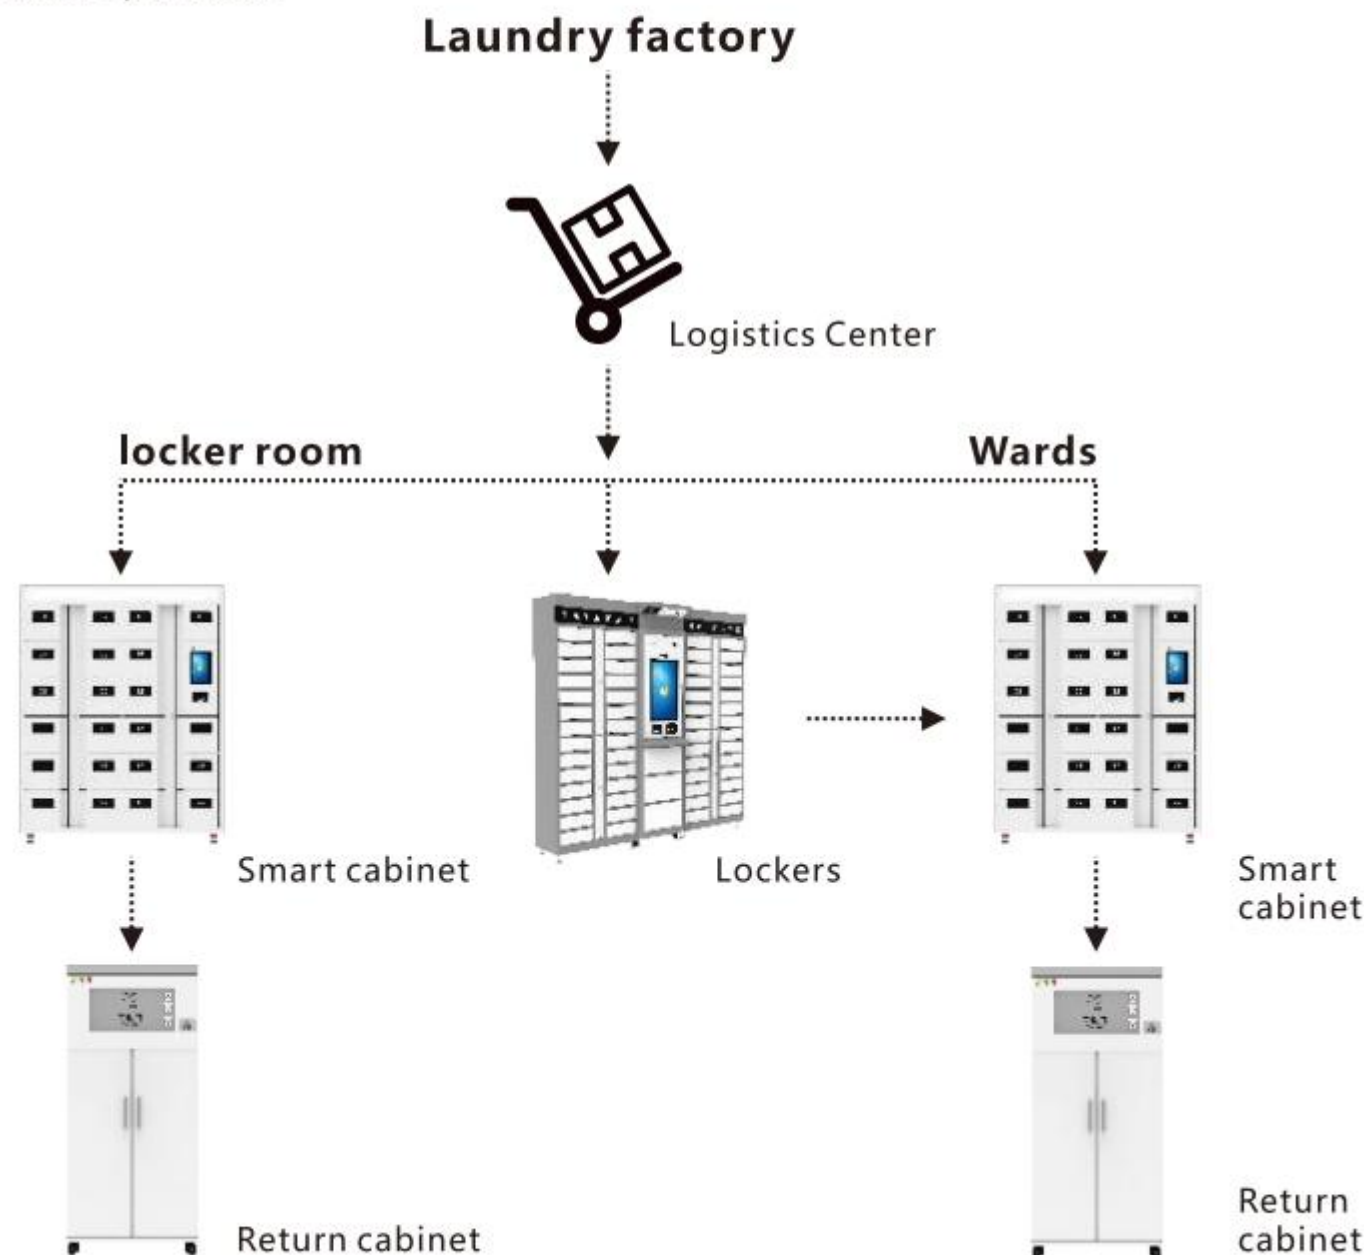 Laundry factory
Logistics Center
locker room
Wards
Smart cabinet
Lockers
Smart
cabinet
Return cabinet
Return
cabinet